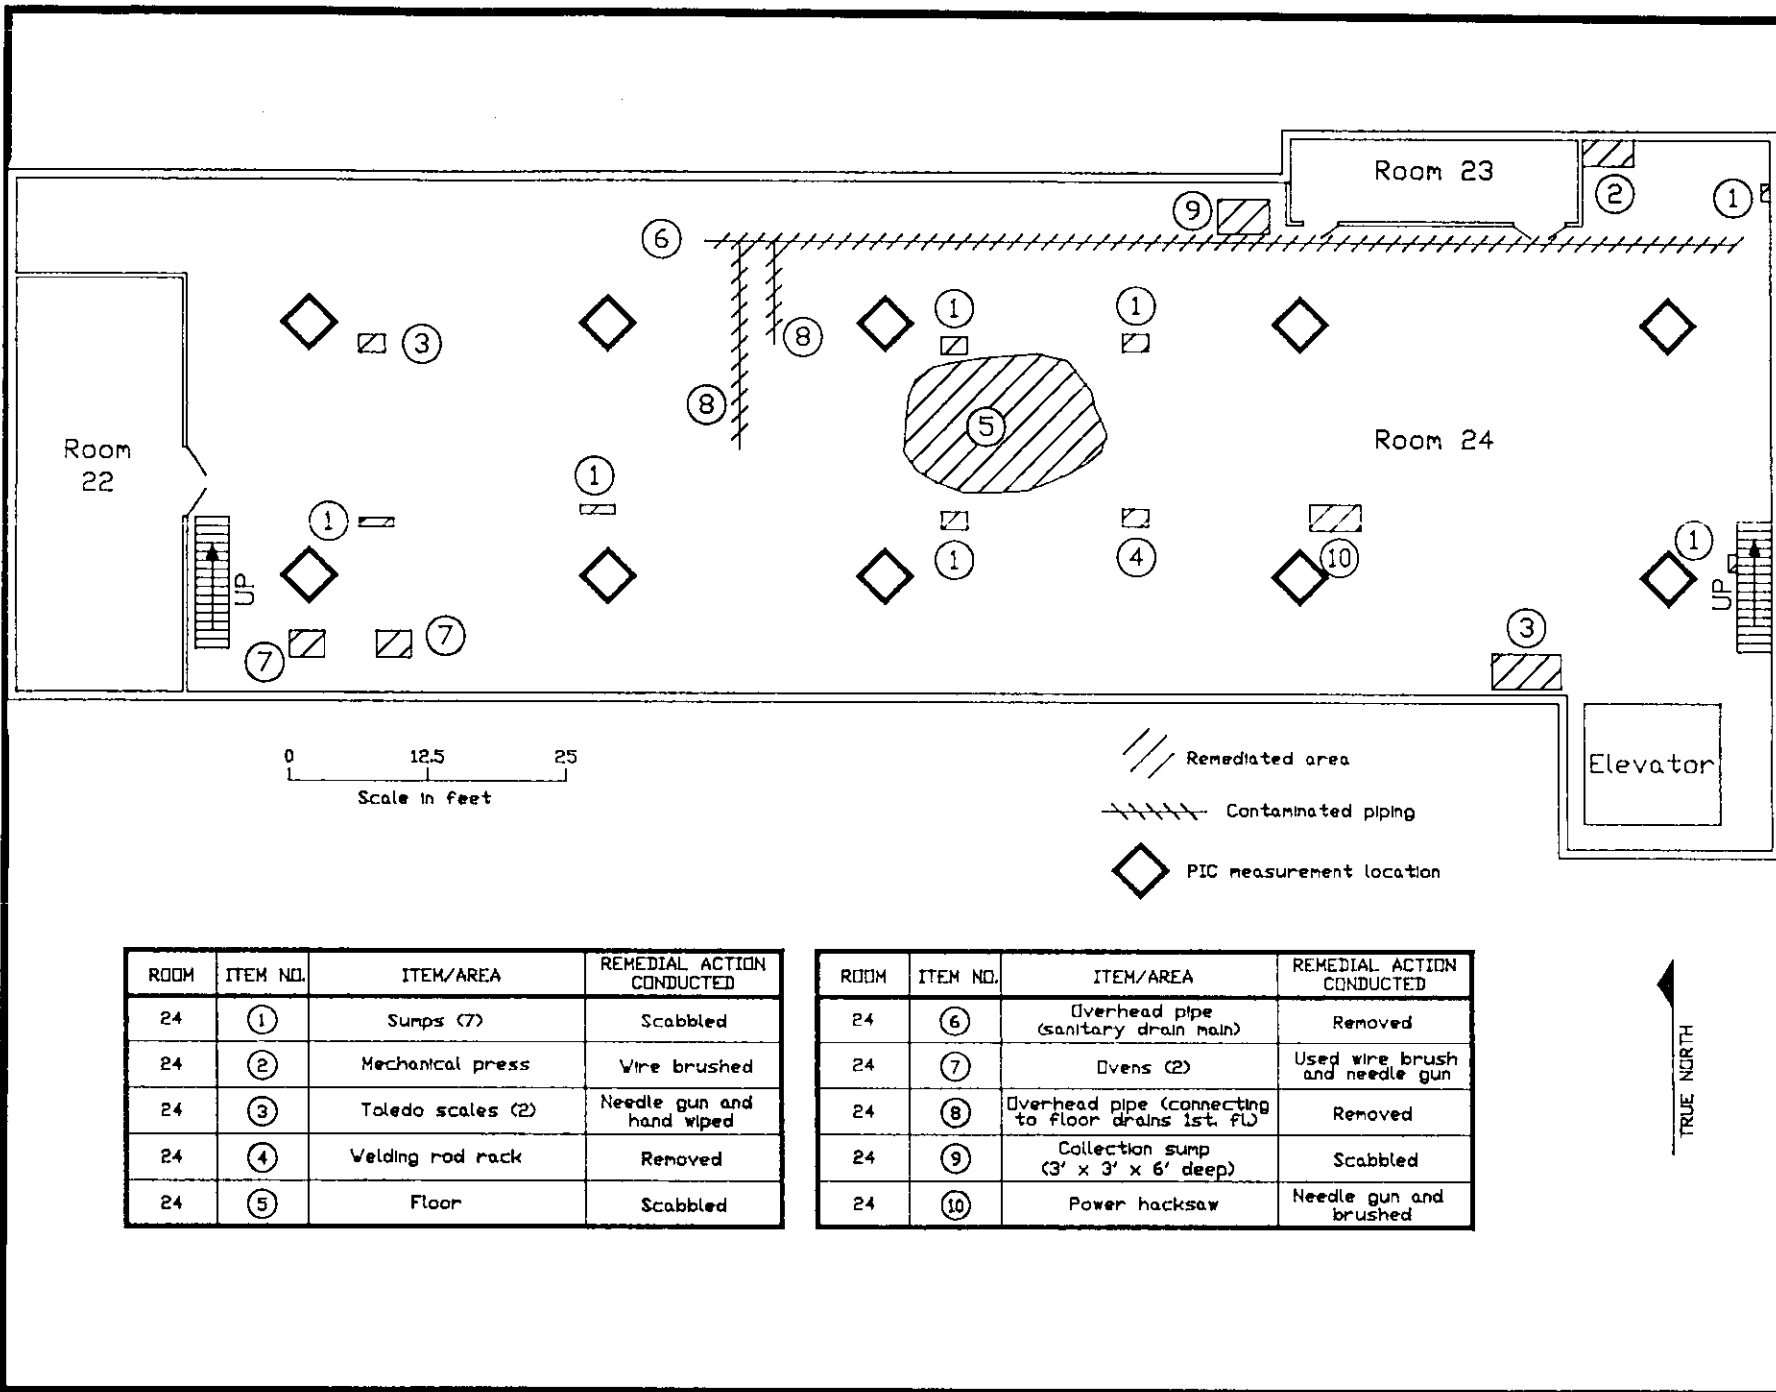 Room 23
2
1
9
6
1
1
3
8
8
5
Room 24
Room
22
1
1
1
4
10
1
UP
UP
7
7
3
0 12.5 25
Scale in feet
Remediated area
Contaminated piping
PIC measurement location
Elevator
ROOM ITEM NO. ITEM/AREA REMEDIAL ACTION
CONDUCTED
24 1 Sumps (7) Scabbled
24 2 Mechanical press Wire brushed
24 3 Toledo scales (2) Needle gun and
hand wiped
24 4 Welding rod rack Removed
24 5 Floor Scabbled
ROOM ITEM NO. ITEM/AREA REMEDIAL ACTION
CONDUCTED
24 6 Overhead pipe
(sanitary drain main) Removed
24 7 Ovens (2) Used wire brush
and needle gun
24 8 Overhead pipe (connecting
to floor drains 1st. fl.) Removed
24 9 Collection sump
(3' x 3' x 6' deep) Scabbled
24 10 Power hacksaw Needle gun and
brushed
TRUE NORTH